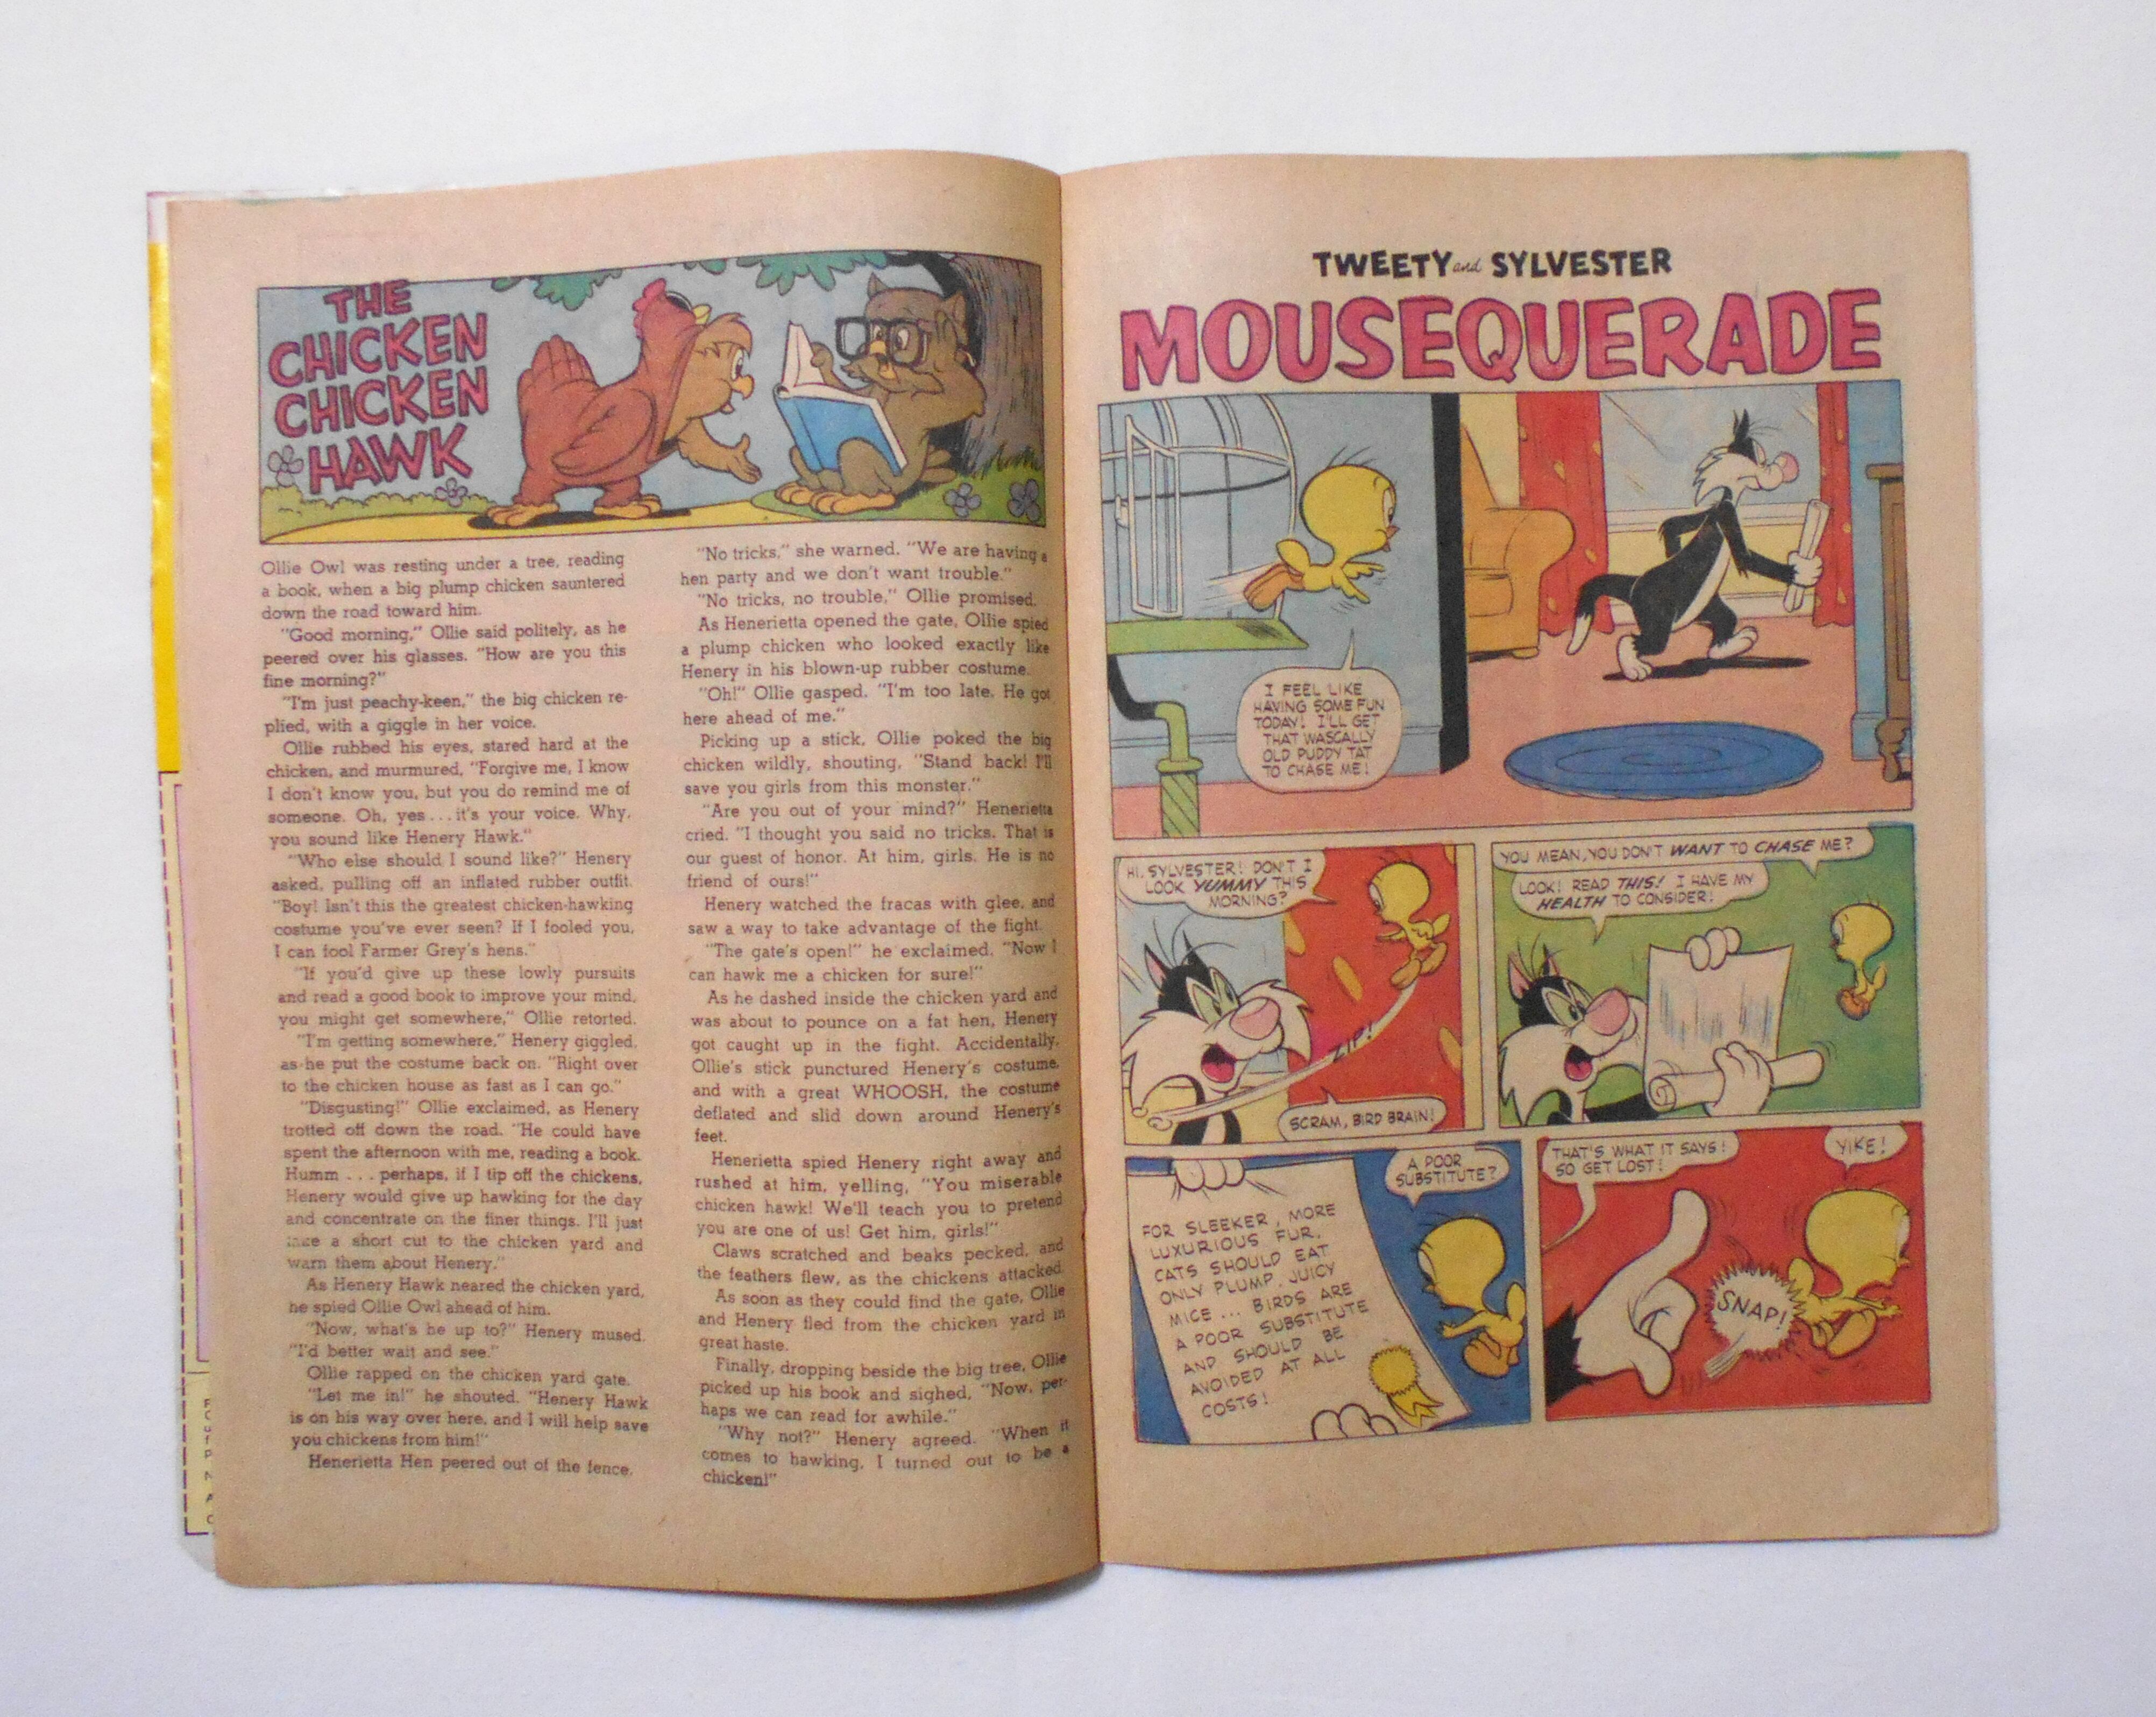 THE
CHICKEN
CHICKEN
HAWK
Ollie Owl was resting under a tree, reading
a book, when a big plump chicken sauntered
down the road toward him.
"Good morning," Ollie said politely, as he
peered over his glasses. "How are you this
fine morning?"
"I'm just peachy-keen," the big chicken re-
plied, with a giggle in her voice.
Ollie rubbed his eyes, stared hard at the
chicken, and murmured, "Forgive me, I know
I don't know you, but you do remind me of
someone. Oh, yes...it's your voice. Why,
you sound like Henery Hawk."
"Who else should I sound like?" Henery
asked, pulling off an inflated rubber outfit.
"Boy! Isn't this the greatest chicken-hawking
costume you've ever seen? If I fooled you,
I can fool Farmer Grey's hens."
"If you'd give up these lowly pursuits
and read a good book to improve your mind,
you might get somewhere," Ollie retorted.
"I'm getting somewhere," Henery giggled,
as he put the costume back on. "Right over
to the chicken house as fast as I can go."
"Disgusting!" Ollie exclaimed, as Henery
trotted off down the road. "He could have
spent the afternoon with me, reading a book.
Humm ... perhaps, if I tip off the chickens,
Henery would give up hawking for the day
and concentrate on the finer things. I'll just
take a short cut to the chicken yard and
warn them about Henery."
As Henery Hawk neared the chicken yard,
he spied Ollie Owl ahead of him.
"Now, what's he up to?" Henery mused.
"I'd better wait and see."
Ollie rapped on the chicken yard gate.
"Let me in!" he shouted. "Henery Hawk
is on his way over here, and I will help save
you chickens from him!"
Henerietta Hen peered out of the fence.
"No tricks," she warned. "We are having a
hen party and we don't want trouble."
"No tricks, no trouble," Ollie promised.
As Henerietta opened the gate, Ollie spied
a plump chicken who looked exactly like
Henery in his blown-up rubber costume.
"Oh!" Ollie gasped. "I'm too late. He got
here ahead of me."
Picking up a stick, Ollie poked the big
chicken wildly, shouting, "Stand back! I'll
save you girls from this monster."
"Are you out of your mind?" Henerietta
cried. "I thought you said no tricks. That is
our guest of honor. At him, girls. He is no
friend of ours!"
Henery watched the fracas with glee, and
saw a way to take advantage of the fight.
"The gate's open!" he exclaimed. "Now I
can hawk me a chicken for sure!"
As he dashed inside the chicken yard and
was about to pounce on a fat hen, Henery
got caught up in the fight. Accidentally,
Ollie's stick punctured Henery's costume,
and with a great WHOOSH, the costume
deflated and slid down around Henery's
feet.
Henerietta spied Henery right away and
rushed at him, yelling, "You miserable
chicken hawk! We'll teach you to pretend
you are one of us! Get him, girls!"
Claws scratched and beaks pecked, and
the feathers flew, as the chickens attacked.
As soon as they could find the gate, Ollie
and Henery fled from the chicken yard in
great haste.
Finally, dropping beside the big tree, Ollie
picked up his book and sighed, "Now, per-
haps we can read for awhile."
"Why not?" Henery agreed. "When it
comes to hawking, I turned out to be a
chicken!"
TWEETY and SYLVESTER
MOUSEQUERADE
I FEEL LIKE
HAVING SOME FUN
TODAY! I'LL GET
THAT WASCALLY
OLD PUDDY TAT
TO CHASE ME!
HI, SYLVESTER! DON'T I
LOOK YUMMY THIS
MORNING?
ZIP!
SCRAM, BIRD BRAIN!
YOU MEAN, YOU DON'T WANT TO CHASE ME?
LOOK! READ THIS! I HAVE MY
HEALTH TO CONSIDER!
FOR SLEEKER, MORE
LUXURIOUS FUR,
CATS SHOULD EAT
ONLY PLUMP, JUICY
MICE ... BIRDS ARE
A POOR SUBSTITUTE
AND SHOULD BE
AVOIDED AT ALL
COSTS!
A POOR
SUBSTITUTE?
THAT'S WHAT IT SAYS!
SO GET LOST!
YIKE!
SNAP!